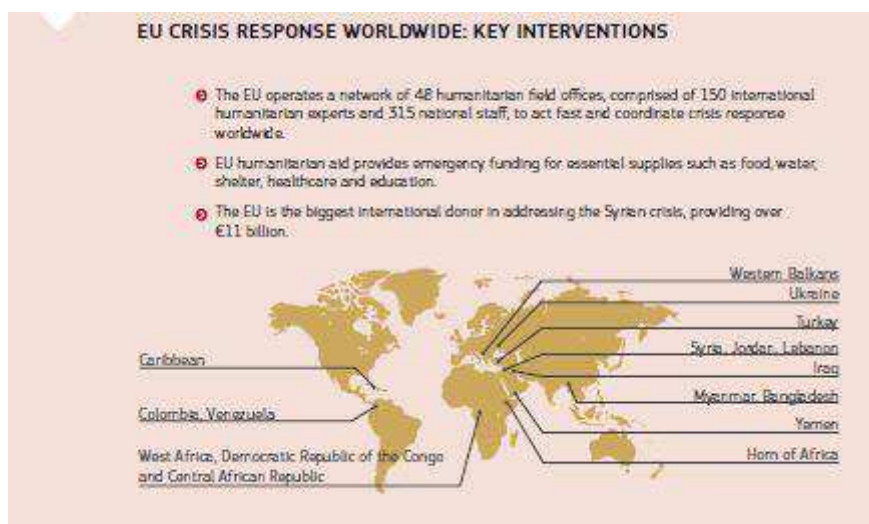 EU CRISIS RESPONSE WORLDWIDE: KEY INTERVENTIONS
The EU operates a network of 48 humanitarian field offices, comprised of 150 international
humanitarian experts and 315 national staff, to act fast and coordinate crisis response
worldwide.
EU humanitarian aid provides emergency funding for essential supplies such as food, water,
shelter, healthcare and education.
The EU is the biggest international donor in addressing the Syrian crisis, providing over
€11 billion.
Western Balkans
Ukraine
Turkey
Syria, Jordan, Lebanon
Iraq
Myanmar, Bangladesh
Yemen
Horn of Africa
Caribbean
Colombia, Venezuela
West Africa, Democratic Republic of the Congo
and Central African Republic